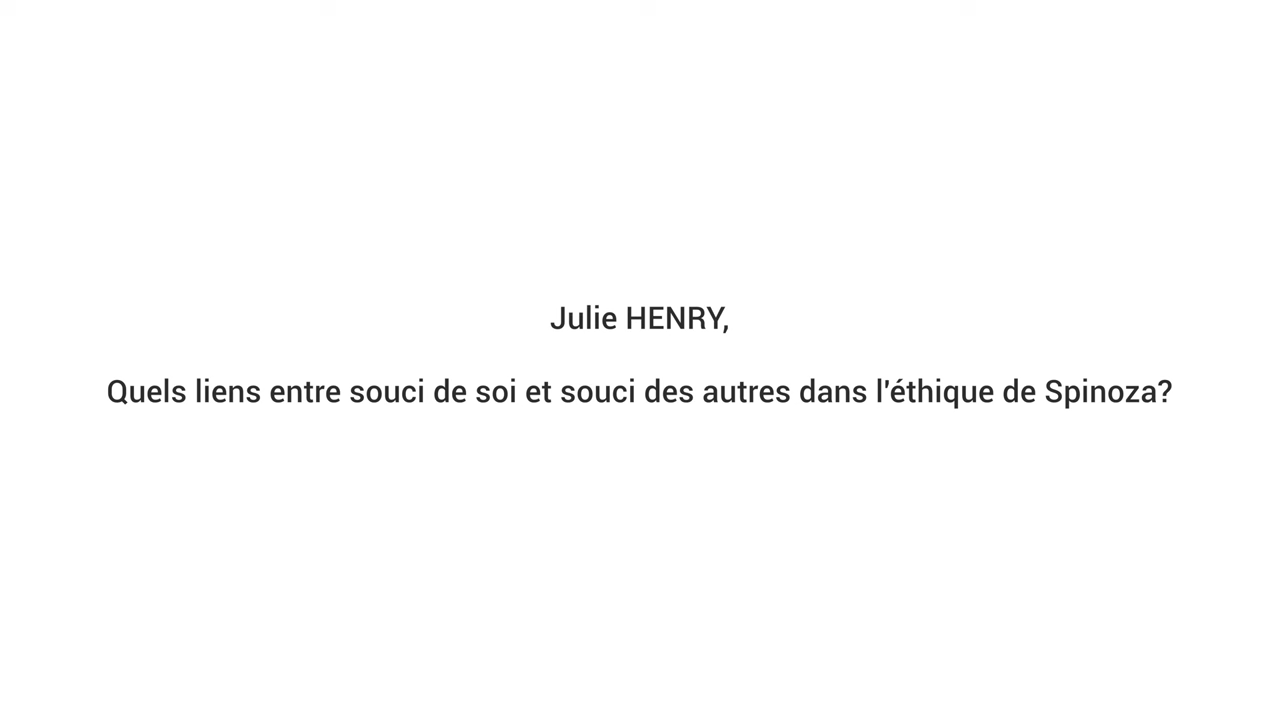 Julie HENRY,
Quels liens entre souci de soi et souci des autres dans l'éthique de Spinoza?